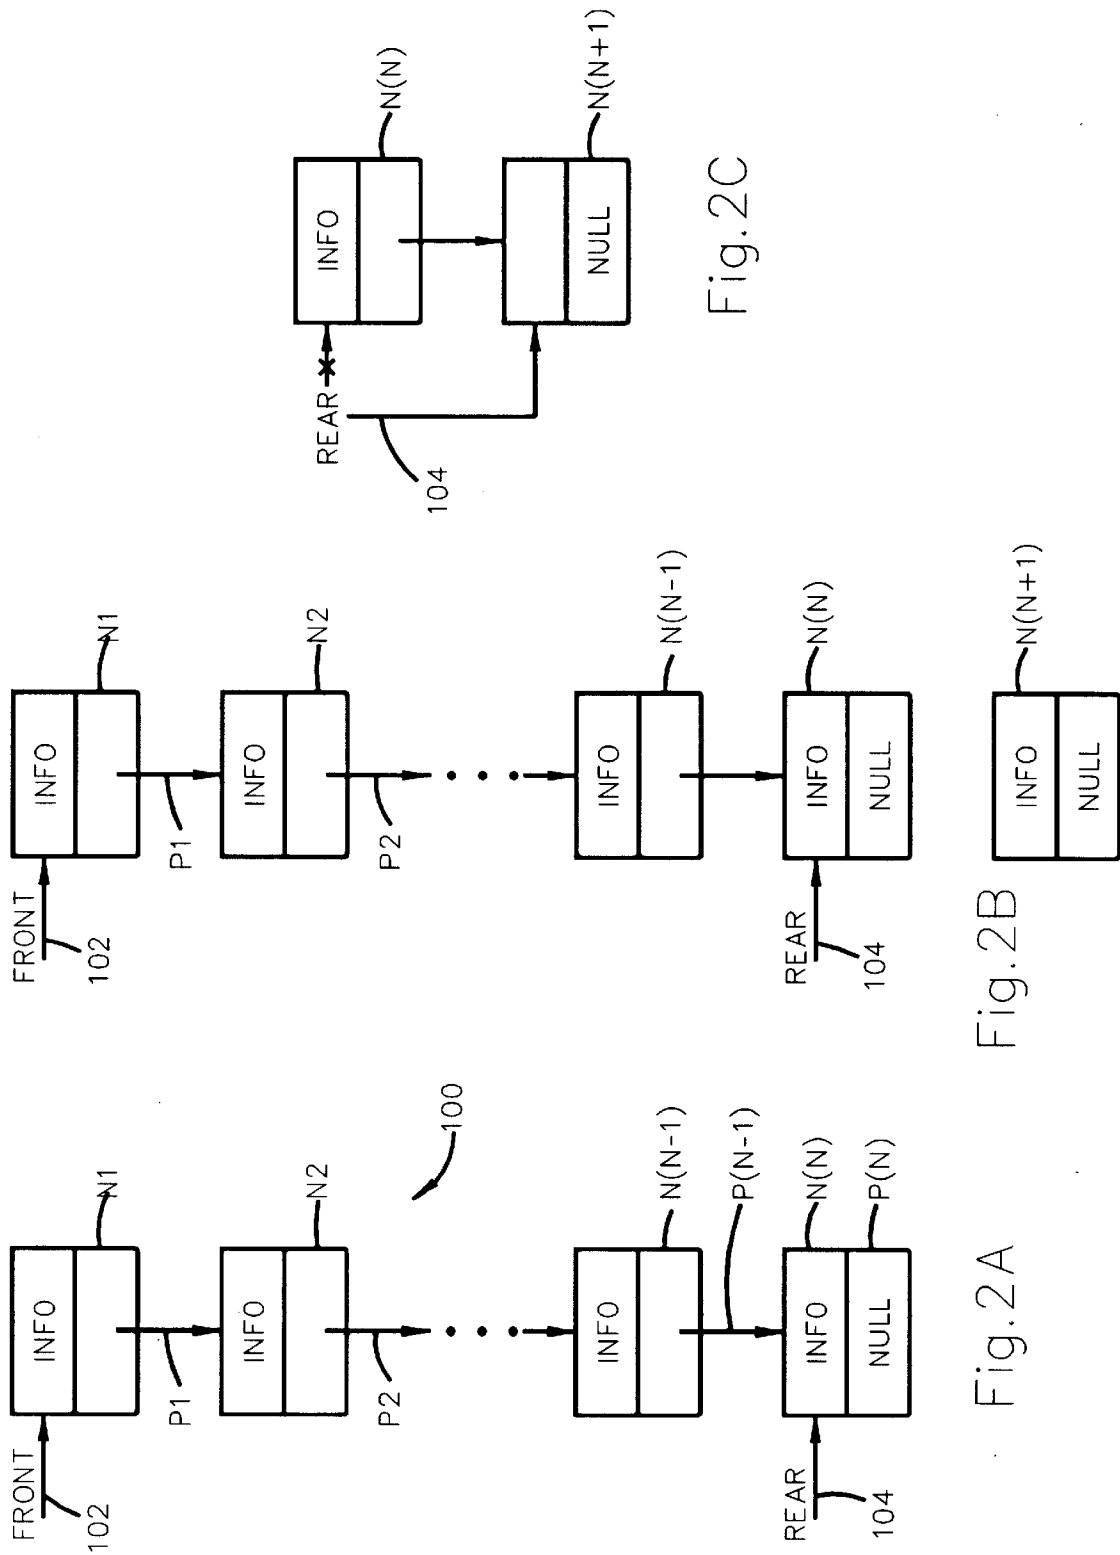 FRONT
102
INFO
N1
P1
INFO
N2
P2
INFO
N(N-1)
P(N-1)
REAR
104
INFO
N(N)
NULL
P(N)
100
Fig.2A
FRONT
102
INFO
N1
P1
INFO
N2
P2
INFO
N(N-1)
REAR
104
INFO
N(N)
NULL
INFO
N(N+1)
NULL
Fig.2B
REAR
104
INFO
N(N)
N(N+1)
NULL
Fig.2C